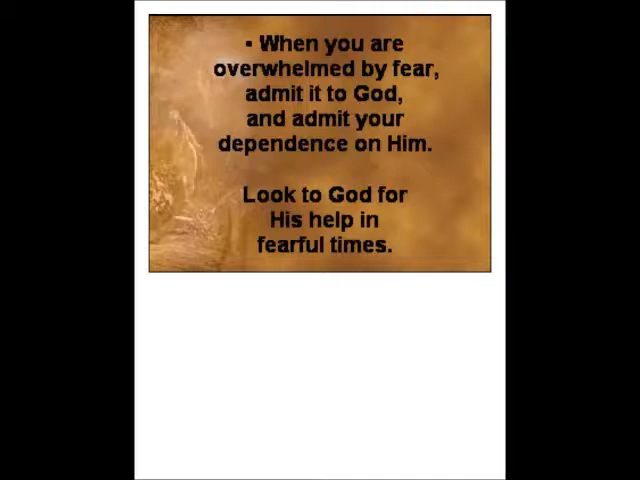 • When you are
overwhelmed by fear,
admit it to God,
and admit your
dependence on Him.
Look to God for
His help in
fearful times.